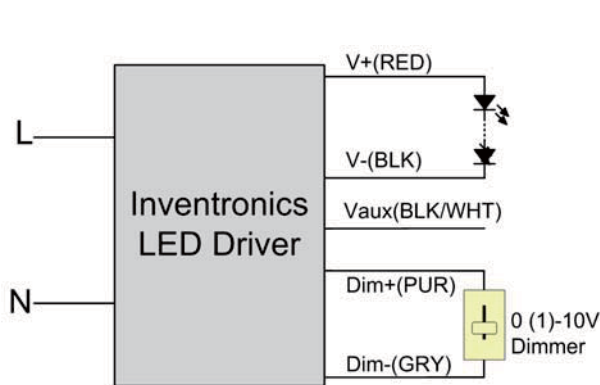 V+(RED)
L
V-(BLK)
Inventronics
LED Driver
Vaux(BLK/WHT)
N
Dim+(PUR)
0 (1)-10V
Dimmer
Dim-(GRY)